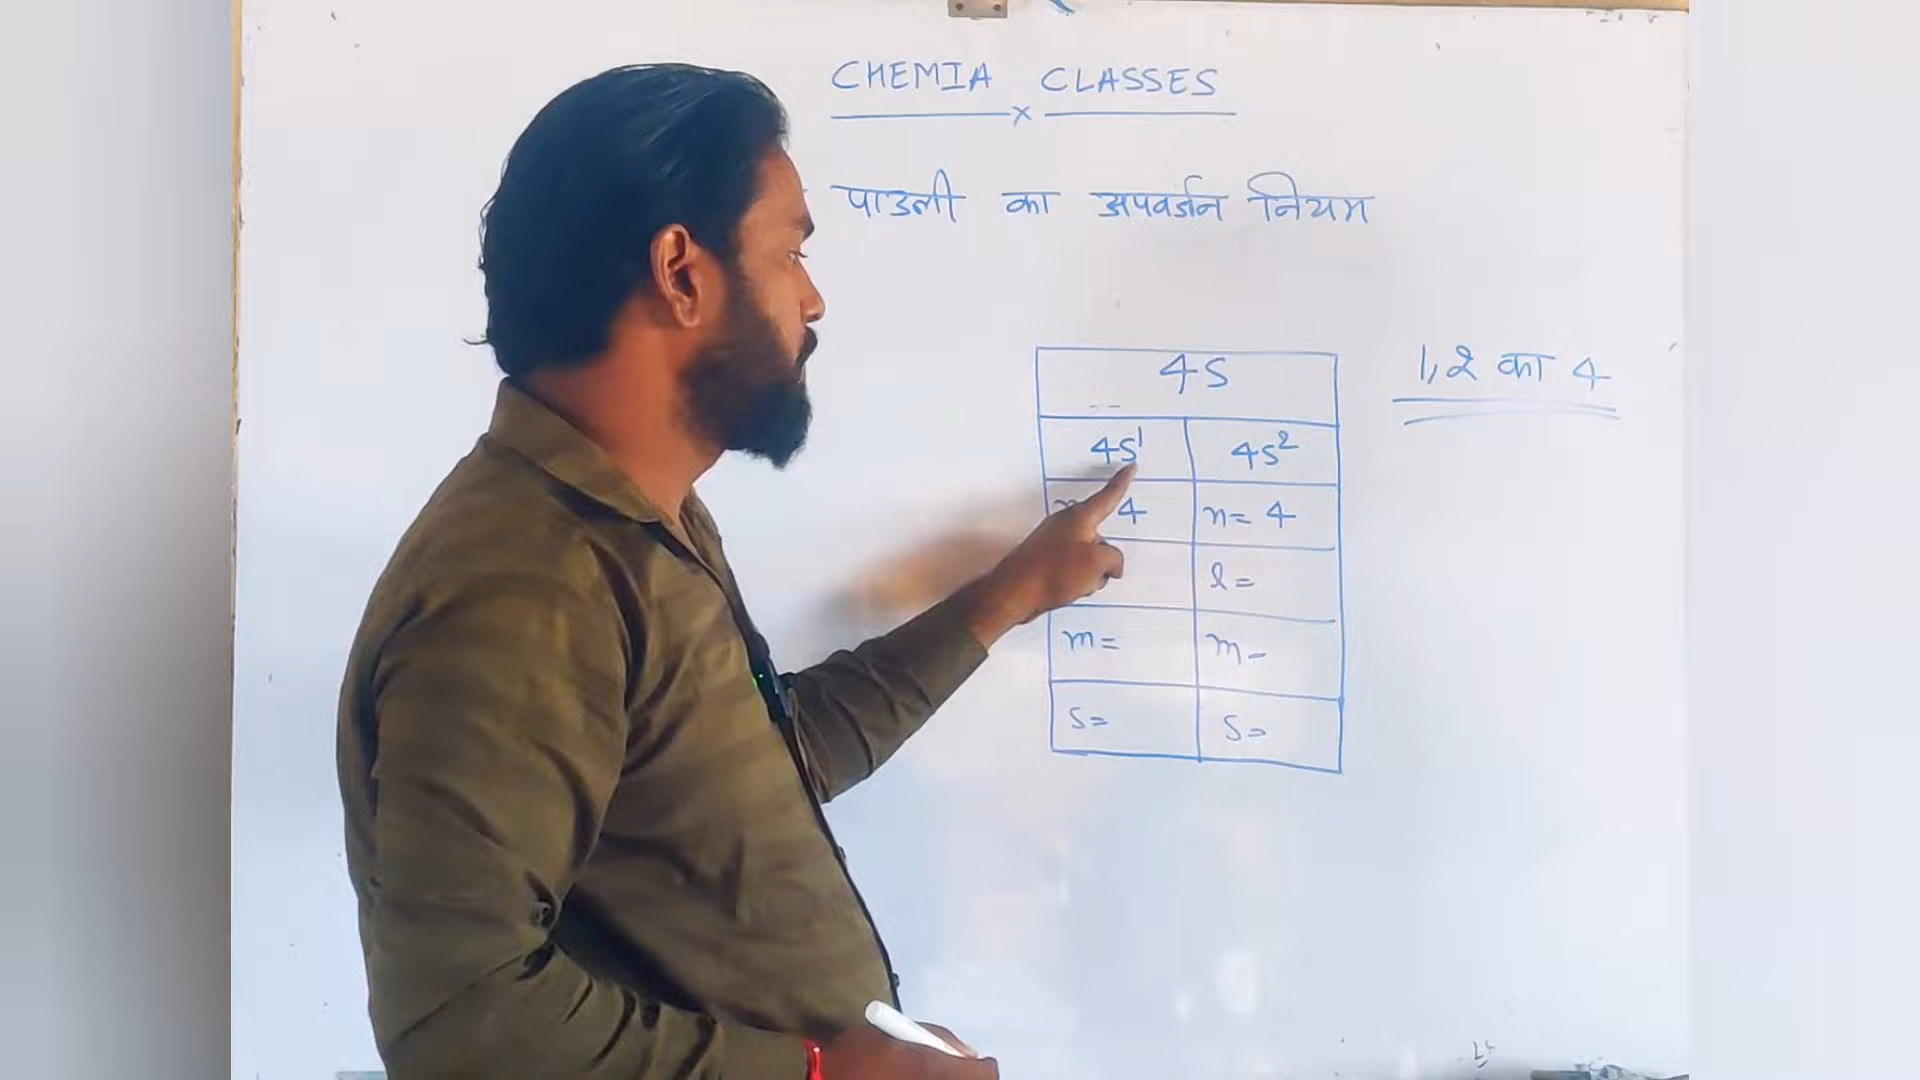 CHEMIA x CLASSES
पाउली का अपवर्जन नियम
4S
1,2 का 4
4S¹ 4S²
4 n= 4
l=
m= m=
S= S=